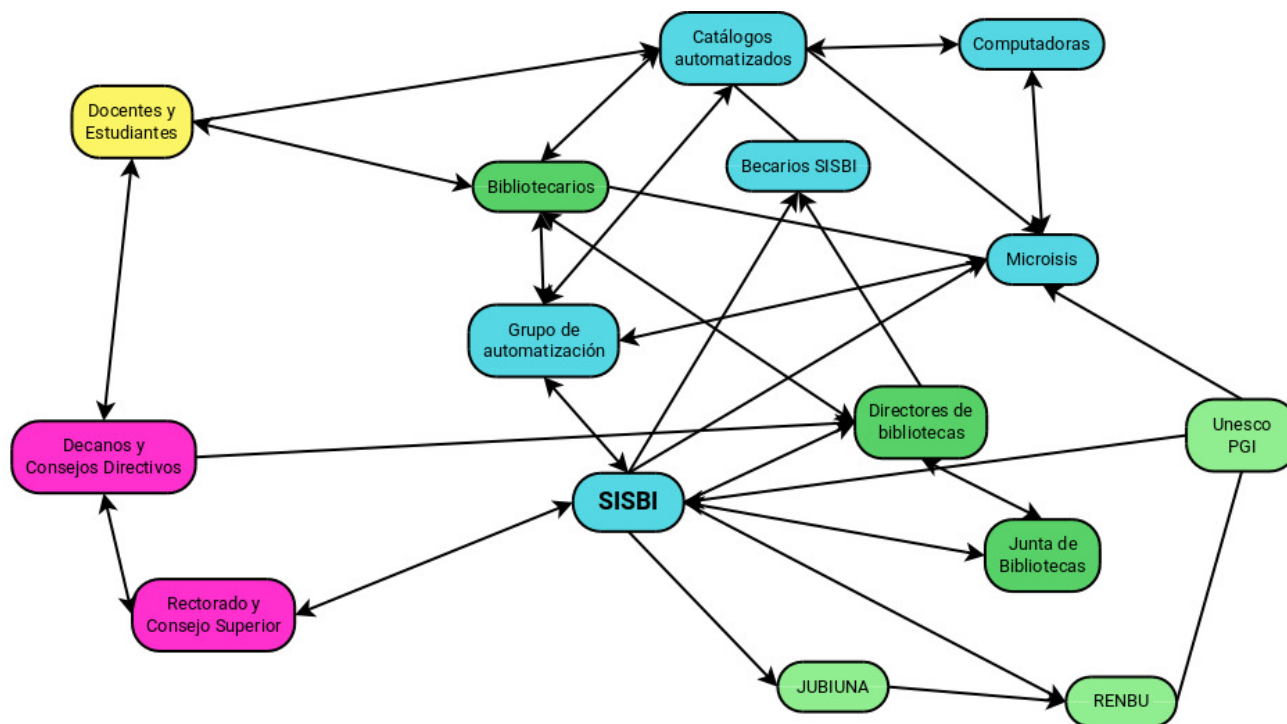 Catálogos
automatizados
Computadoras
Docentes y
Estudiantes
Becarios SISBI
Bibliotecarios
Microisis
Grupo de
automatización
Directores de
bibliotecas
Unesco
PGI
Decanos y
Consejos Directivos
SISBI
Junta de
Bibliotecas
Rectorado y
Consejo Superior
JUBIUNA
RENBU